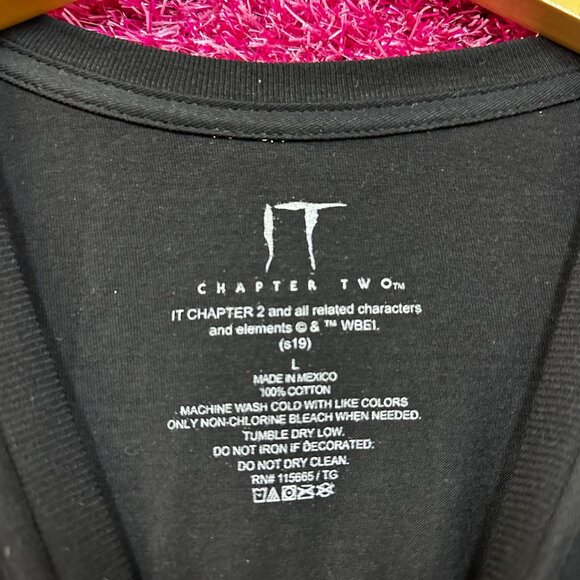 IT
CHAPTER TWO™
IT CHAPTER 2 and all related characters
and elements © & ™ WBEI.
(s19)
L
MADE IN MEXICO
100% COTTON
MACHINE WASH COLD WITH LIKE COLORS
ONLY NON-CHLORINE BLEACH WHEN NEEDED.
TUMBLE DRY LOW.
DO NOT IRON IF DECORATED.
DO NOT DRY CLEAN.
RN# 115665 / TG